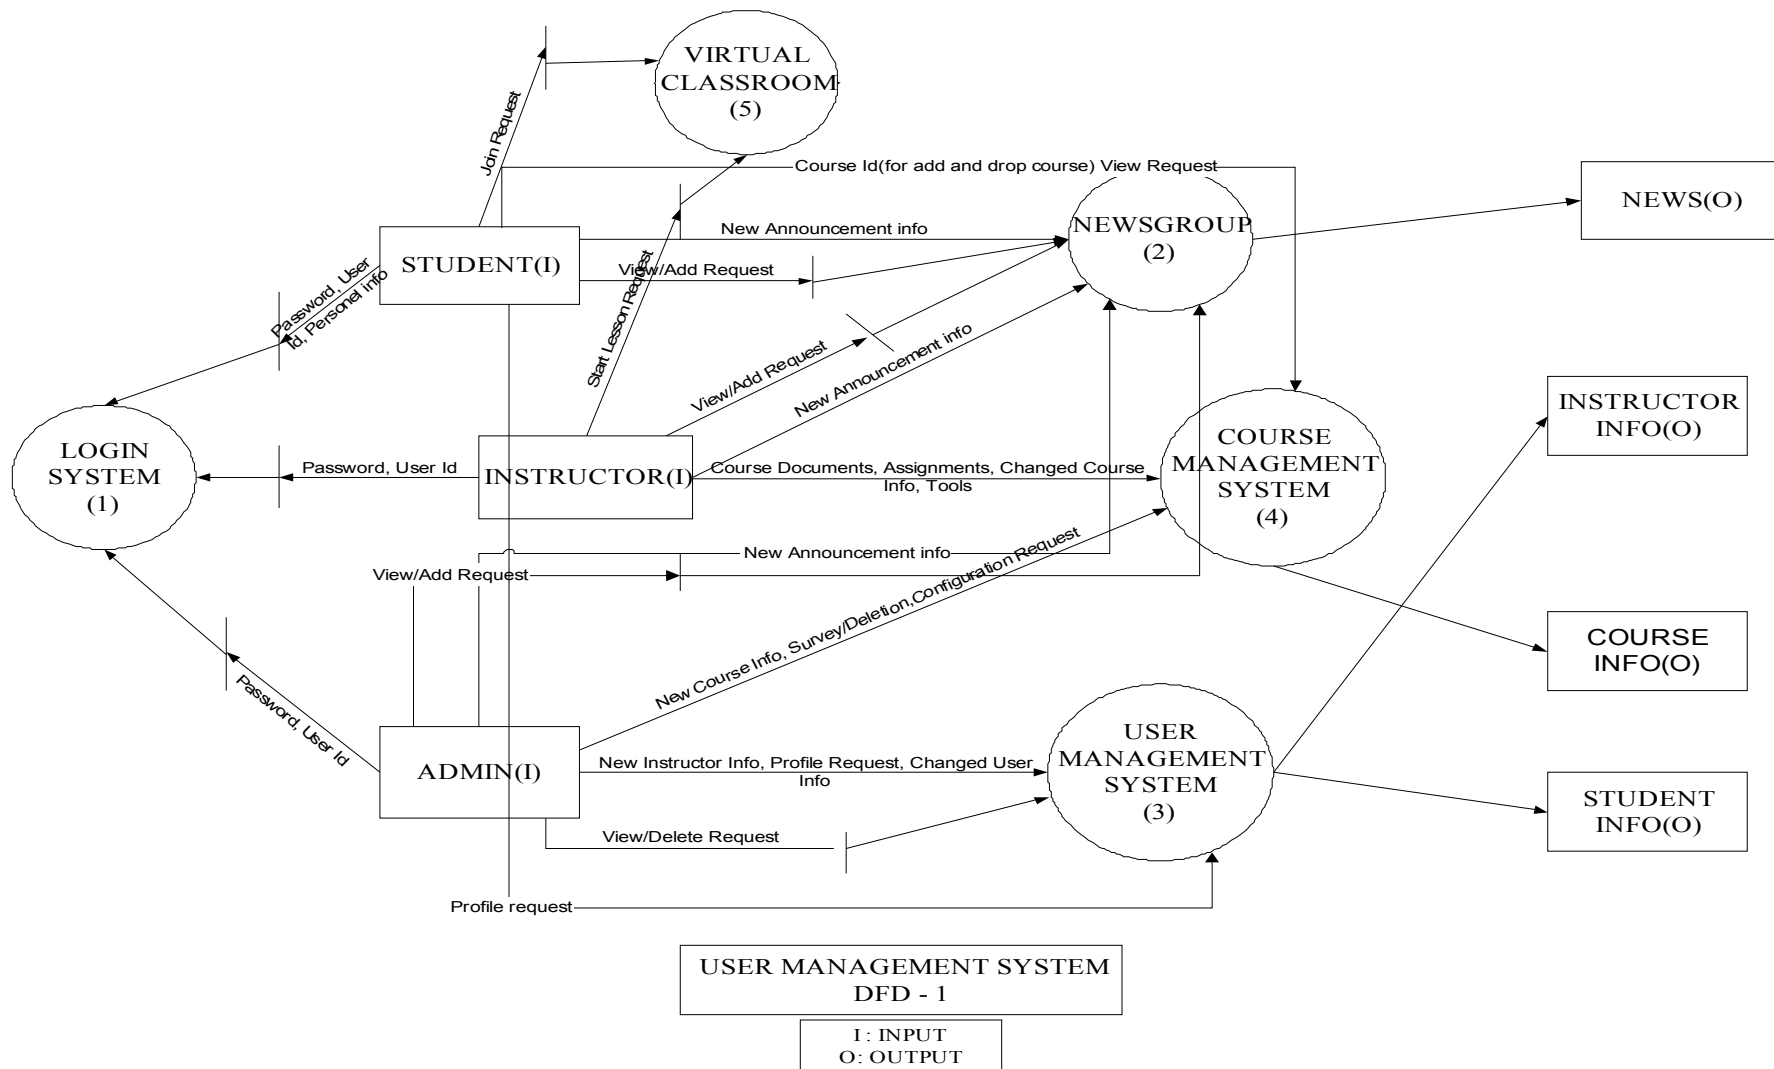 VIRTUAL
CLASSROOM
(5)
Join Request
Course Id(for add and drop course) View Request
NEWS(O)
New Announcement info
NEWSGROUP
(2)
STUDENT(I)
View/Add Request
Password, User
Id, Personel info
Start Lesson Request
View/Add Request
New Announcement info
INSTRUCTOR
INFO(O)
LOGIN
SYSTEM
(1)
Password, User Id
INSTRUCTOR(I)
Course Documents, Assignments, Changed Course
Info, Tools
COURSE
MANAGEMENT
SYSTEM
(4)
New Announcement info
View/Add Request
New Course Info, Survey/Deletion,Configuration Request
COURSE
INFO(O)
Password, User Id
ADMIN(I)
New Instructor Info, Profile Request, Changed User
Info
USER
MANAGEMENT
SYSTEM
(3)
STUDENT
INFO(O)
View/Delete Request
Profile request
USER MANAGEMENT SYSTEM
DFD - 1
I : INPUT
O: OUTPUT